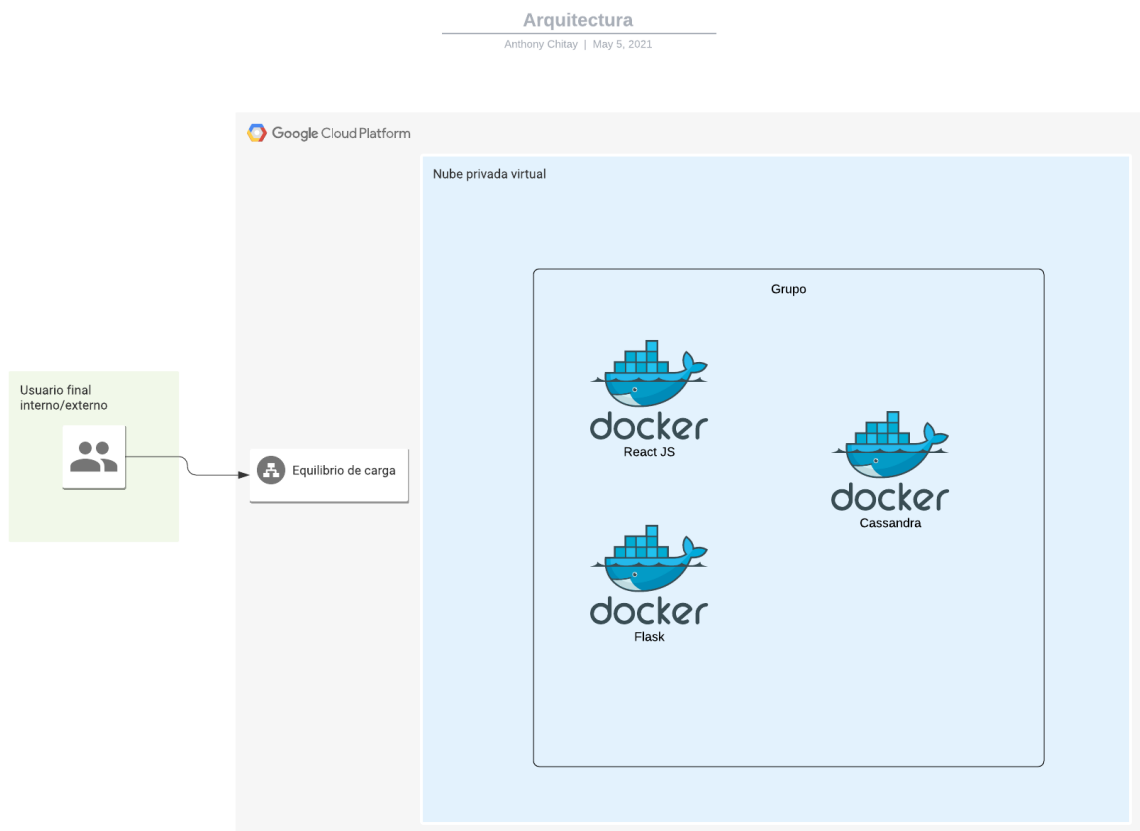 Arquitectura
Anthony Chitay | May 5, 2021
Google Cloud Platform
Nube privada virtual
Grupo
docker
React JS
docker
Cassandra
docker
Flask
Usuario final
interno/externo
Equilibrio de carga